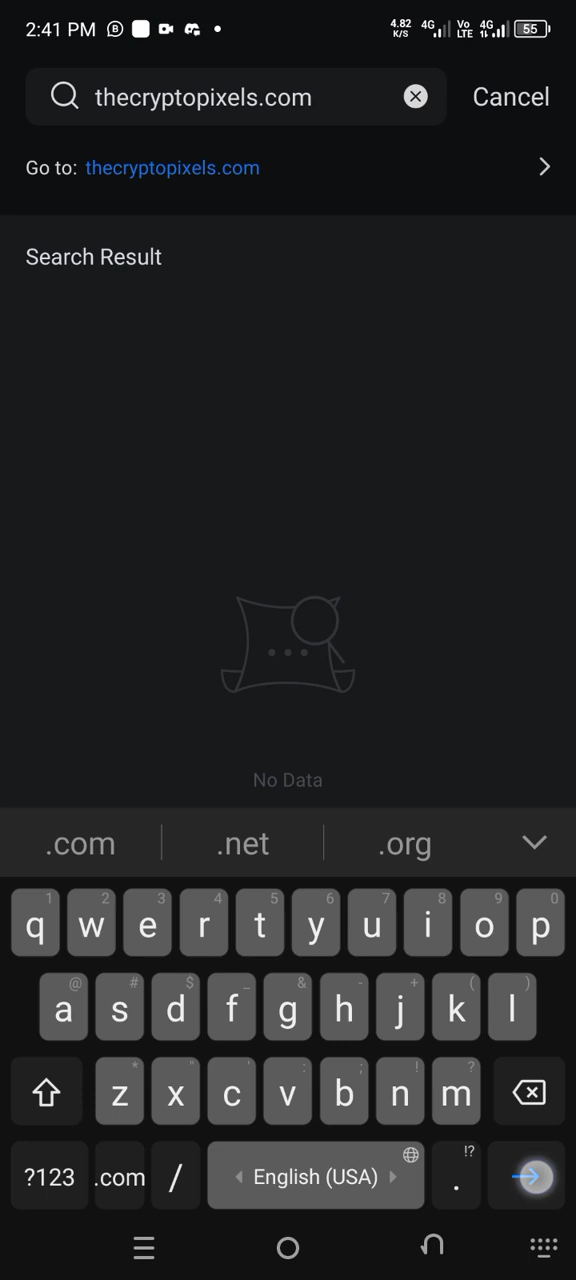 2:41 PM 4.82 K/S 4G Vo LTE 4G 55
thecryptopixels.com Cancel
Go to: thecryptopixels.com
Search Result
No Data
.com .net .org
1 2 3 4 5 6 7 8 9 0
q w e r t y u i o p
@ # $ _ & - + ( )
a s d f g h j k l
* " ' : ; ! ?
z x c v b n m
!?
?123 .com / English (USA) .